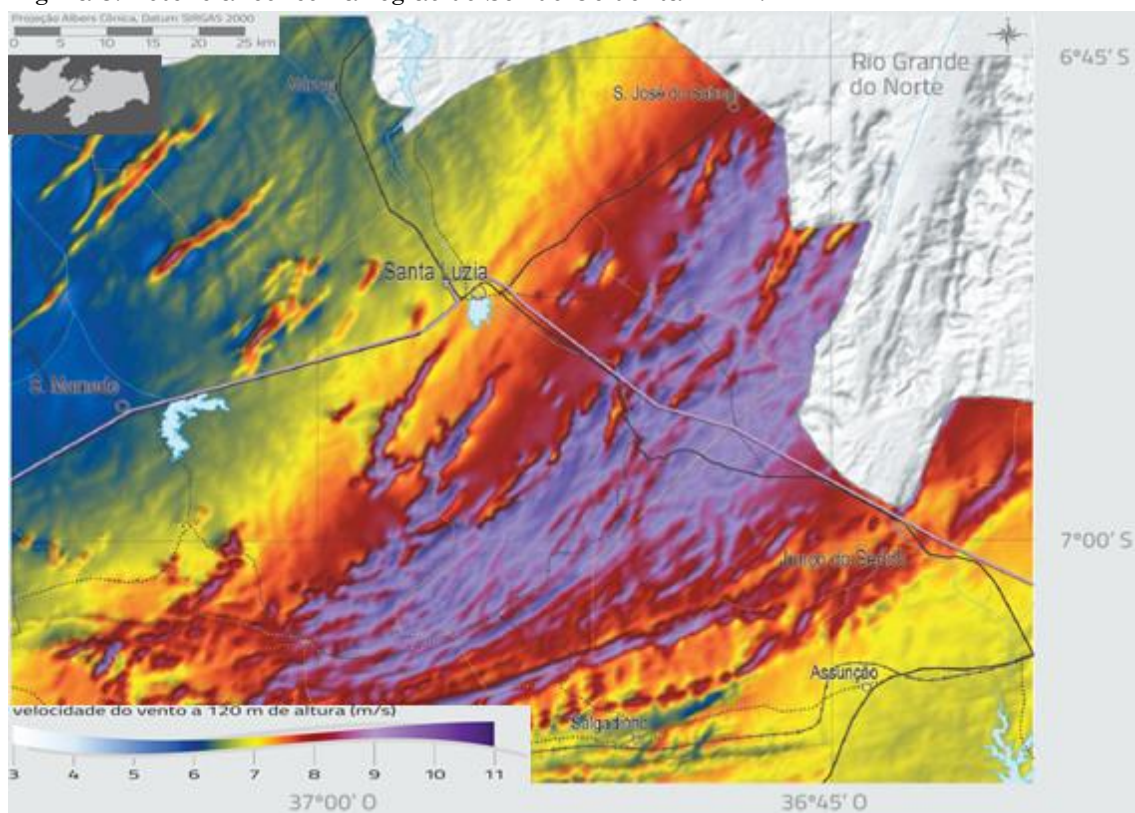 Projeção Albers Cônica, Datum SIRGAS 2000
0 5 10 15 20 25 km
6°45' S
Rio Grande
do Norte
S. José do Sabugi
Santa Luzia
S. Mamede
7°00' S
Junco do Seridó
Assunção
Salgadinho
velocidade do vento a 120 m de altura (m/s)
3 4 5 6 7 8 9 10 11
37°00' O
36°45' O